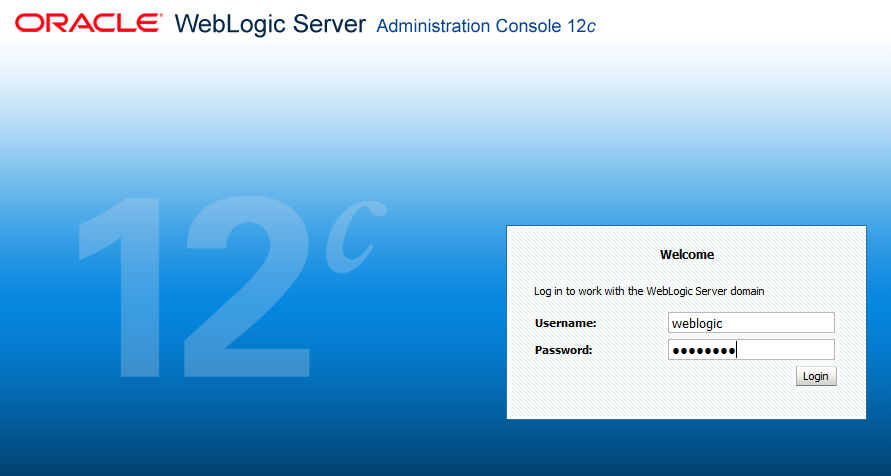 ORACLE WebLogic Server Administration Console 12c
12c
Welcome
Log in to work with the WebLogic Server domain
Username: weblogic
Password: ●●●●●●●●
Login